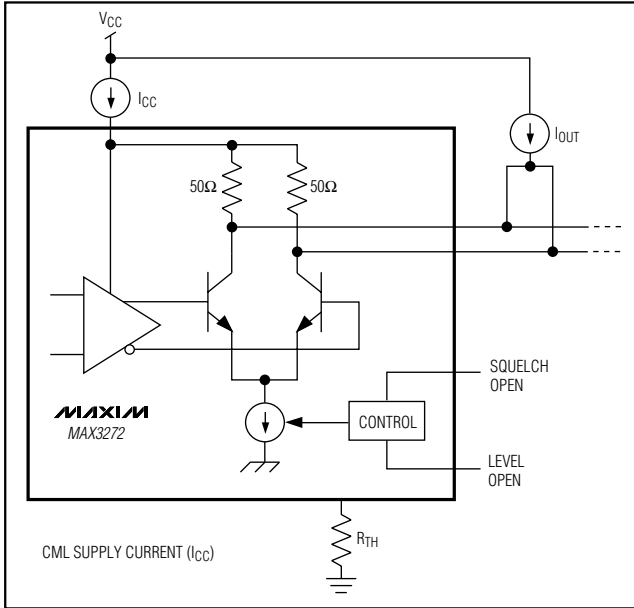 VCC
ICC
IOUT
50Ω
50Ω
SQUELCH
OPEN
CONTROL
MAXIM
MAX3272
LEVEL
OPEN
RTH
CML SUPPLY CURRENT (ICC)